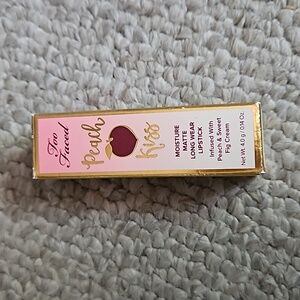 Too
Faced
Peach
Kiss
MOISTURE
MATTE
LONG WEAR
LIPSTICK
Infused With
Peach & Sweet
Fig Cream
Net Wt. 4.0 g / 0.14 Oz.